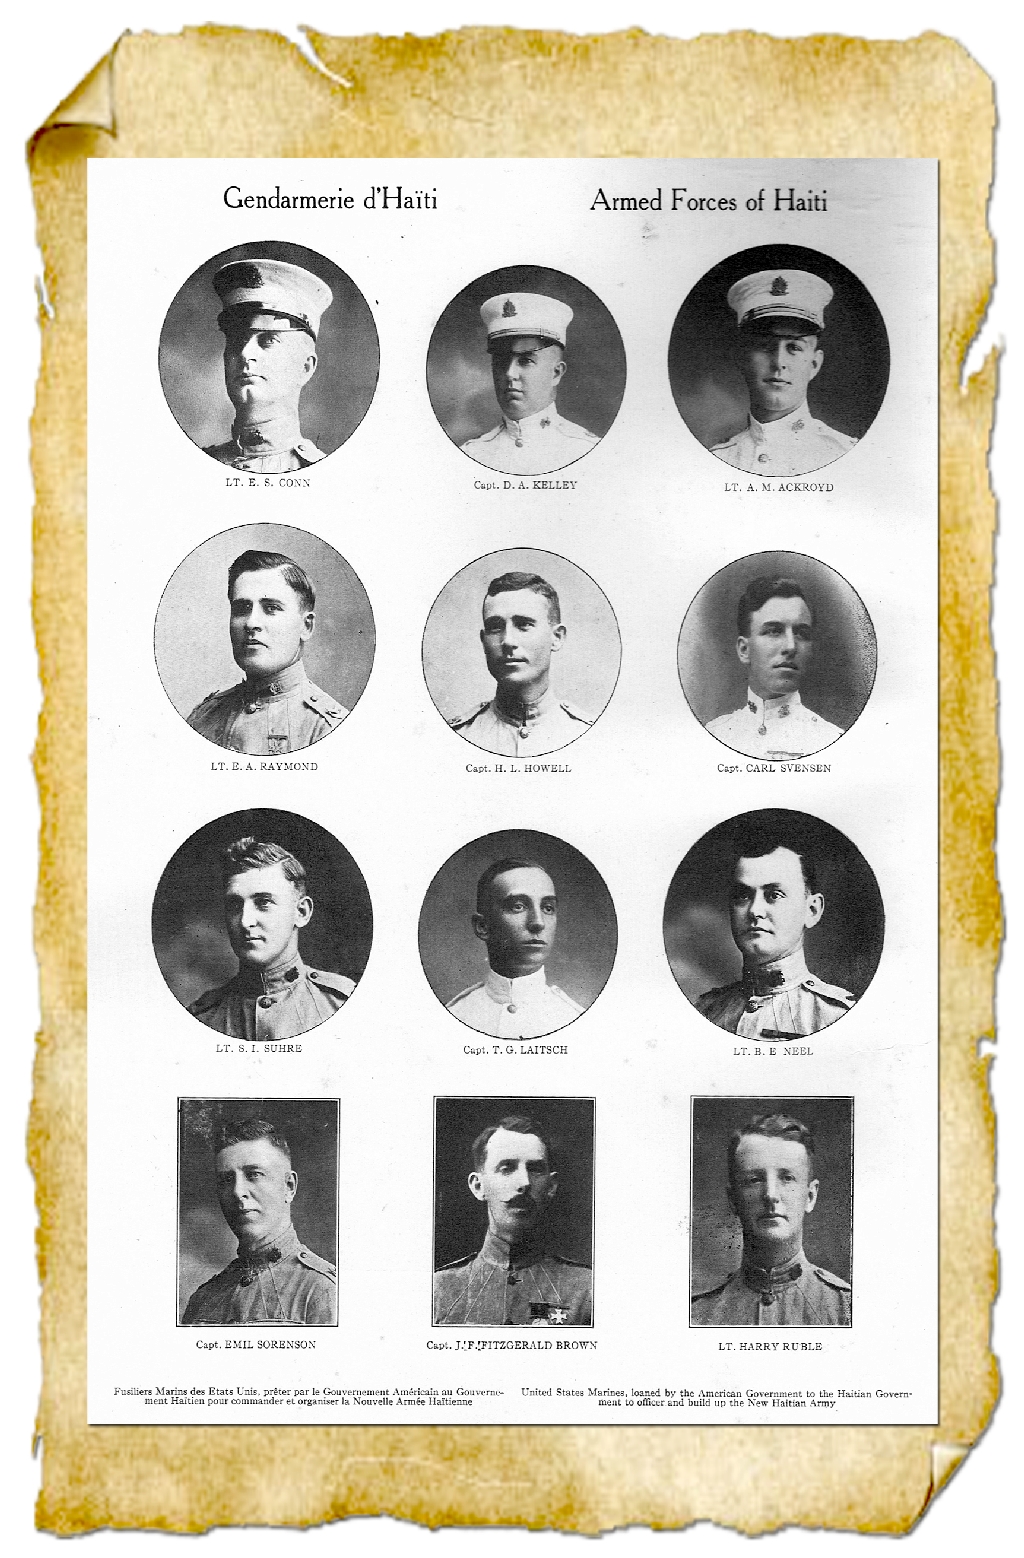 Gendarmerie d'Haïti
Armed Forces of Haiti
LT. E. S. CONN
Capt. D. A. KELLEY
LT. A. M. ACKROYD
LT. E. A. RAYMOND
Capt. H. L. HOWELL
Capt. CARL SVENSEN
LT. S. I. SUHRE
Capt. T. G. LAITSCH
LT. B. E NEEL
Capt. EMIL SORENSON
Capt. J. F. FITZGERALD BROWN
LT. HARRY RUBLE
Fusiliers Marins des Etats Unis, prêter par le Gouvernement Américain au Gouverne-
ment Haïtien pour commander et organiser la Nouvelle Armée Haïtienne
United States Marines, loaned by the American Government to the Haitian Govern-
ment to officer and build up the New Haitian Army